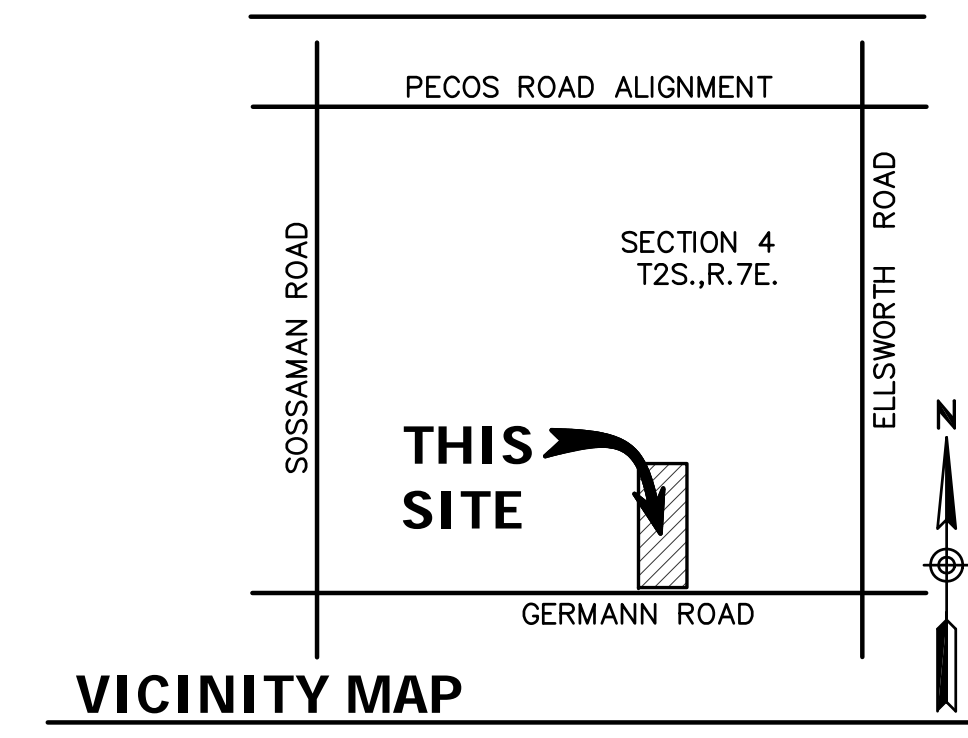 PECOS ROAD ALIGNMENT
SOSSAMAN ROAD
ELLSWORTH ROAD
SECTION 4
T2S.,R.7E.
THIS
SITE
N
GERMANN ROAD
VICINITY MAP